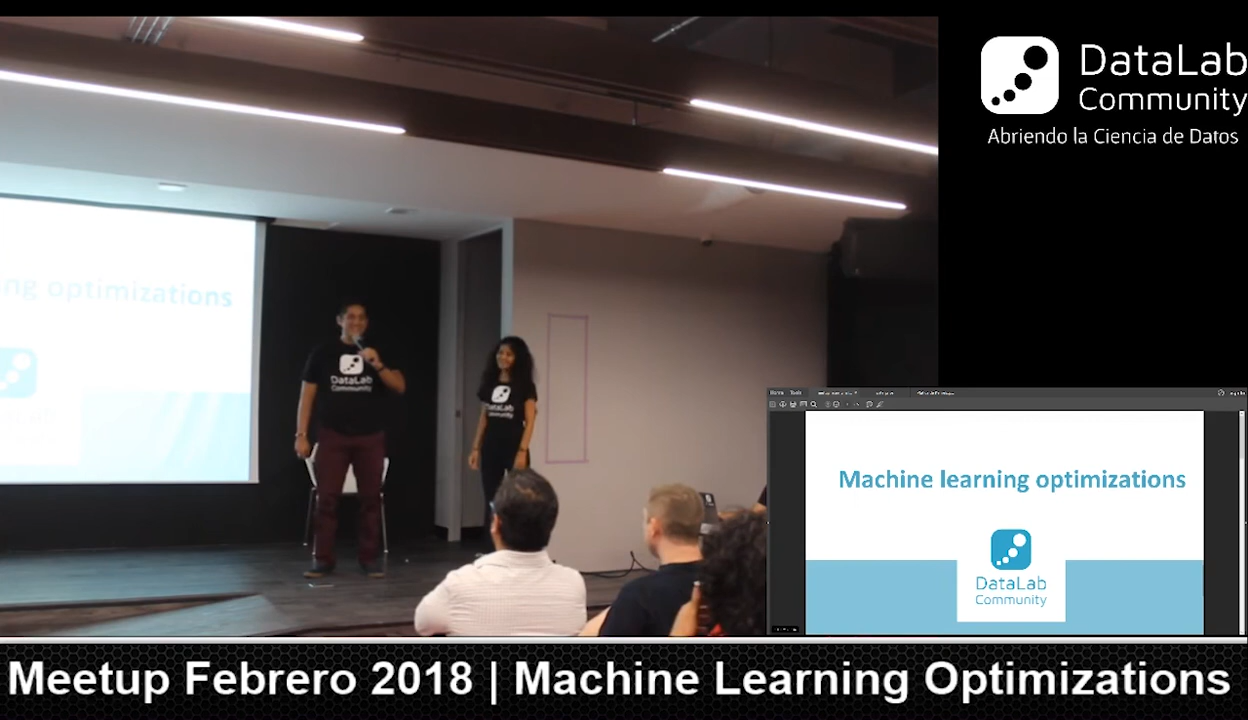 DataLab
Community
Abriendo la Ciencia de Datos
ng optimizations
DataLab
Community
Community
Machine learning optimizations
DataLab
Community
Meetup Febrero 2018 | Machine Learning Optimizations